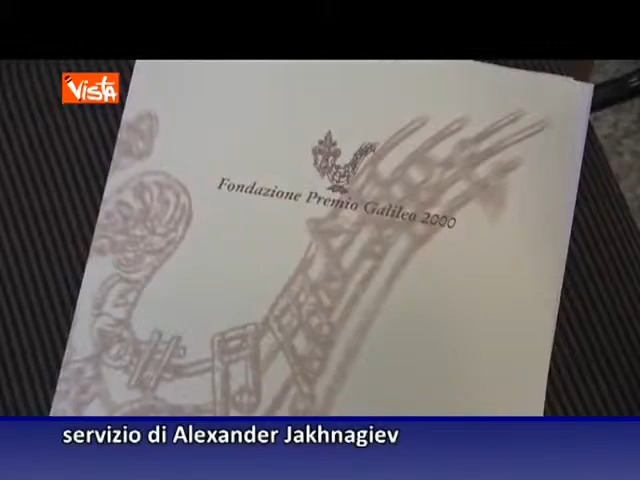 VISTA
Fondazione Premio Galileo 2000
servizio di Alexander Jakhnagiev